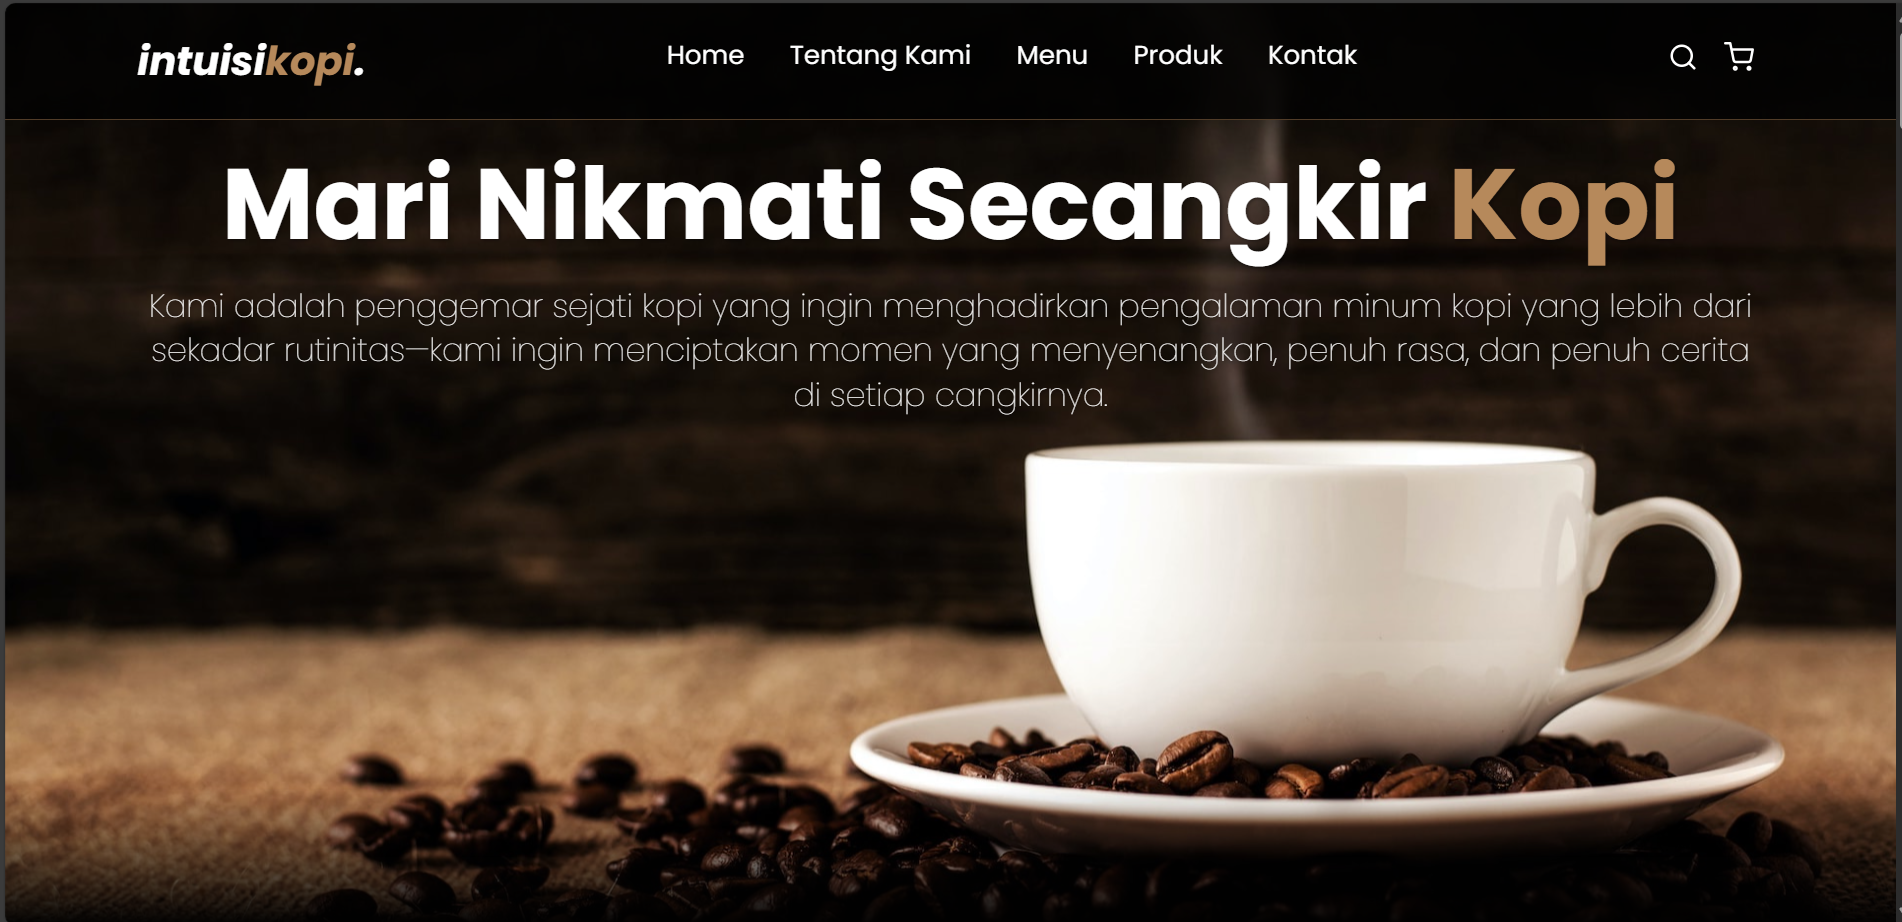 intuisikopi.
Home Tentang Kami Menu Produk Kontak
Mari Nikmati Secangkir Kopi
Kami adalah penggemar sejati kopi yang ingin menghadirkan pengalaman minum kopi yang lebih dari
sekadar rutinitas—kami ingin menciptakan momen yang menyenangkan, penuh rasa, dan penuh cerita
di setiap cangkirnya.